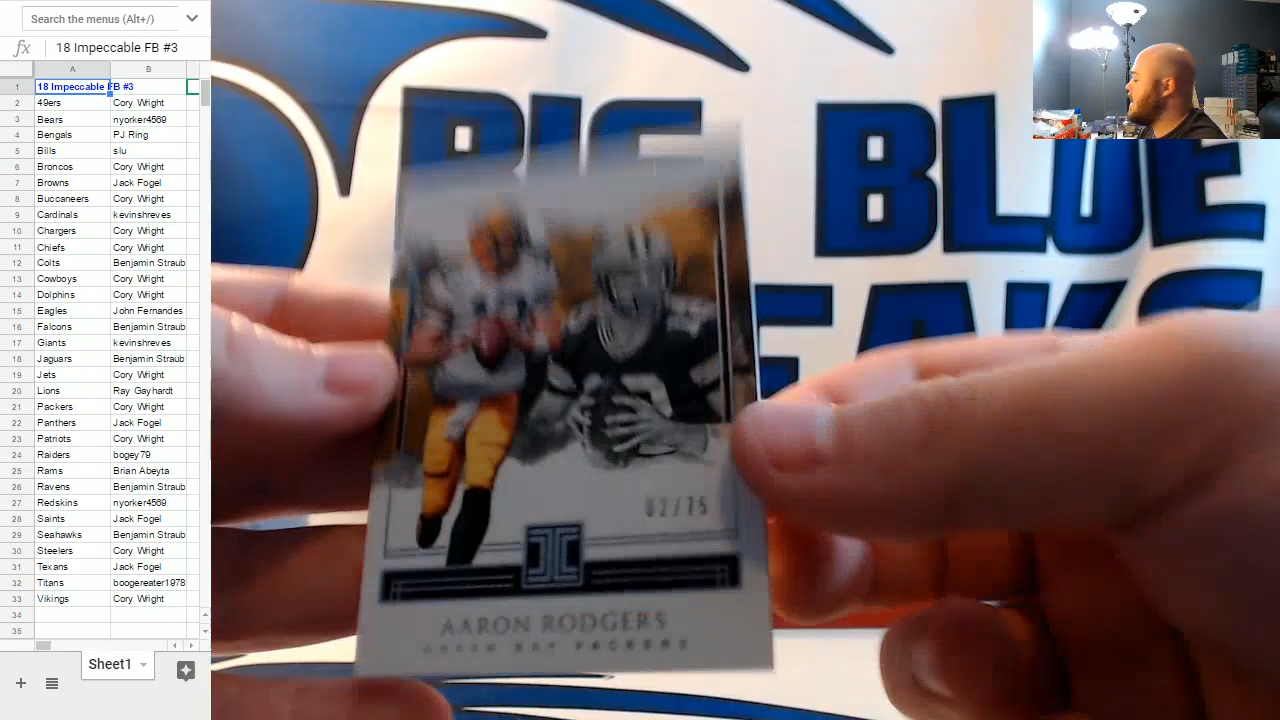 Search the menus (Alt+/)
fx 18 Impeccable FB #3
A B
1 18 Impeccable FB #3
2 49ers Cory Wright
3 Bears nyorker4569
4 Bengals PJ Ring
5 Bills slu
6 Broncos Cory Wright
7 Browns Jack Fogel
8 Buccaneers Cory Wright
9 Cardinals kevinshreves
10 Chargers Cory Wright
11 Chiefs Cory Wright
12 Colts Benjamin Straub
13 Cowboys Cory Wright
14 Dolphins Cory Wright
15 Eagles John Fernandes
16 Falcons Benjamin Straub
17 Giants kevinshreves
18 Jaguars Benjamin Straub
19 Jets Cory Wright
20 Lions Ray Gayhardt
21 Packers Cory Wright
22 Panthers Jack Fogel
23 Patriots Cory Wright
24 Raiders bogey79
25 Rams Brian Abeyta
26 Ravens Benjamin Straub
27 Redskins nyorker4569
28 Saints Jack Fogel
29 Seahawks Benjamin Straub
30 Steelers Cory Wright
31 Texans Jack Fogel
32 Titans boogereater1978
33 Vikings Cory Wright
34
35
Sheet1
BIG BLUE
02/75
AARON RODGERS
GREEN BAY PACKERS